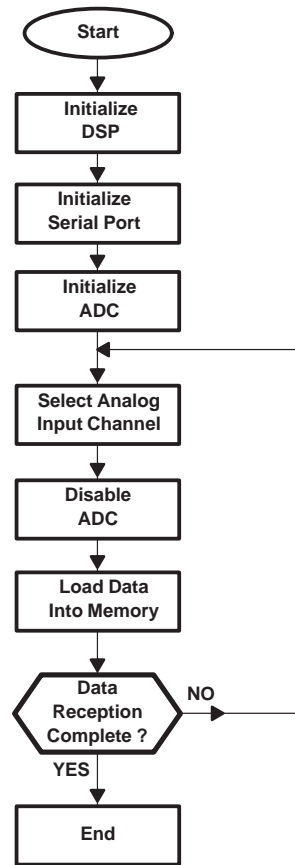 Start
Initialize
DSP
Initialize
Serial Port
Initialize
ADC
Select Analog
Input Channel
Disable
ADC
Load Data
Into Memory
Data
Reception
Complete ?
NO
YES
End